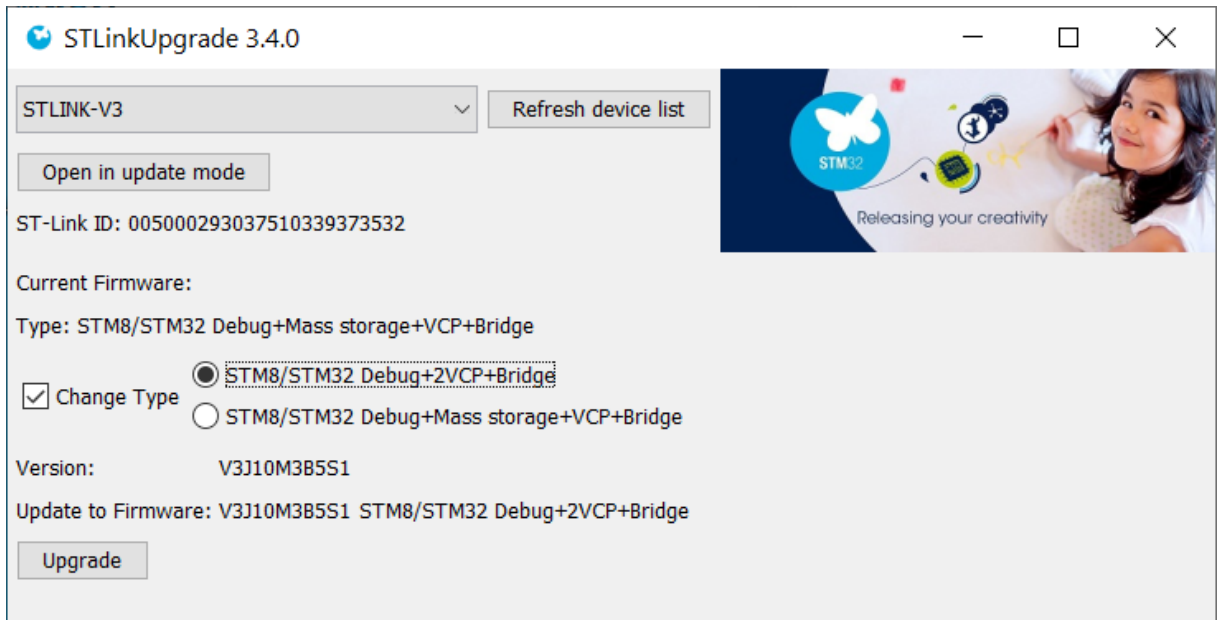 STLinkUpgrade 3.4.0
STLINK-V3
Refresh device list
STM32
Releasing your creativity
Open in update mode
ST-Link ID: 005000293037510339373532
Current Firmware:
Type: STM8/STM32 Debug+Mass storage+VCP+Bridge
Change Type
STM8/STM32 Debug+2VCP+Bridge
STM8/STM32 Debug+Mass storage+VCP+Bridge
Version: V3J10M3B5S1
Update to Firmware: V3J10M3B5S1 STM8/STM32 Debug+2VCP+Bridge
Upgrade